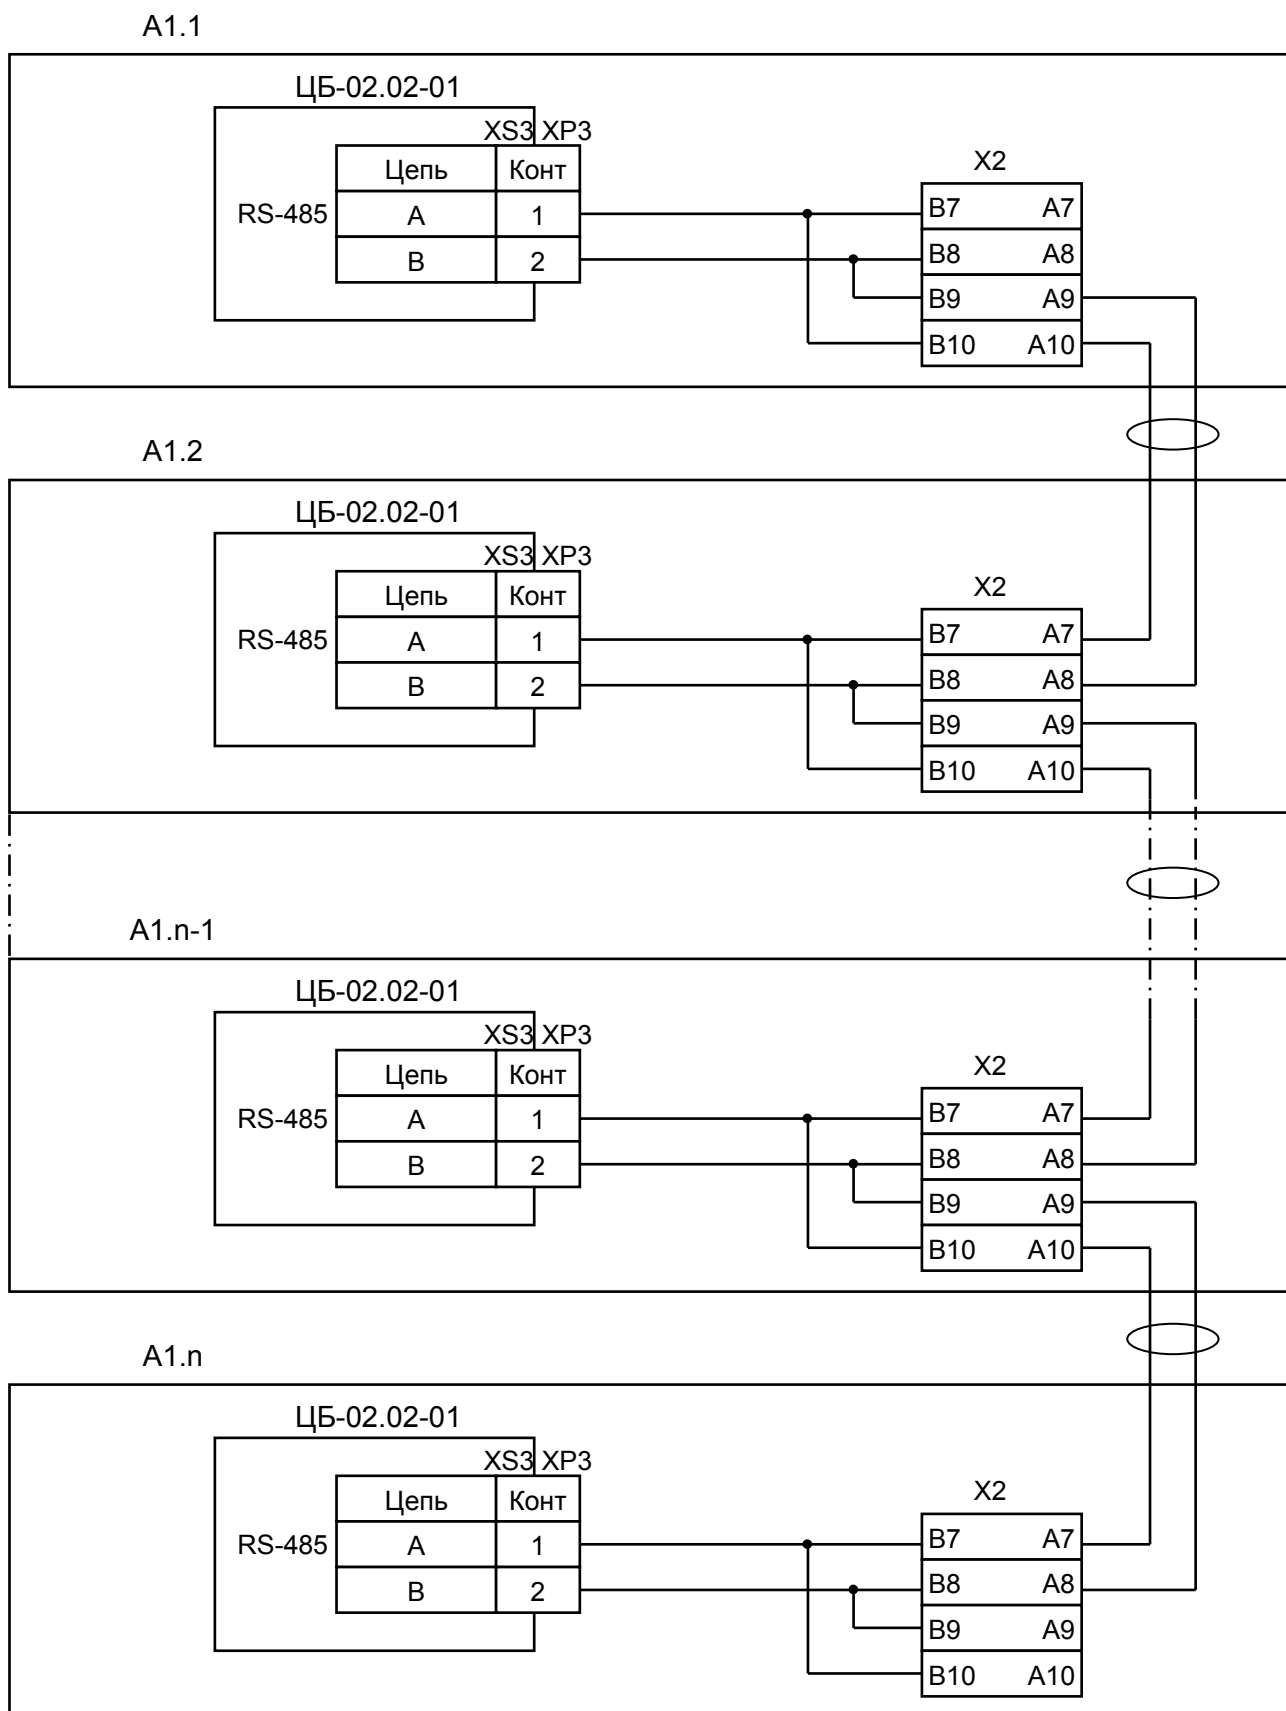 A1.1
ЦБ-02.02-01
XS3 XP3
Цепь Конт
X2
RS-485 A 1
B7 A7
B 2
B8 A8
B9 A9
B10 A10
A1.2
ЦБ-02.02-01
XS3 XP3
Цепь Конт
X2
RS-485 A 1
B7 A7
B 2
B8 A8
B9 A9
B10 A10
A1.n-1
ЦБ-02.02-01
XS3 XP3
Цепь Конт
X2
RS-485 A 1
B7 A7
B 2
B8 A8
B9 A9
B10 A10
A1.n
ЦБ-02.02-01
XS3 XP3
Цепь Конт
X2
RS-485 A 1
B7 A7
B 2
B8 A8
B9 A9
B10 A10